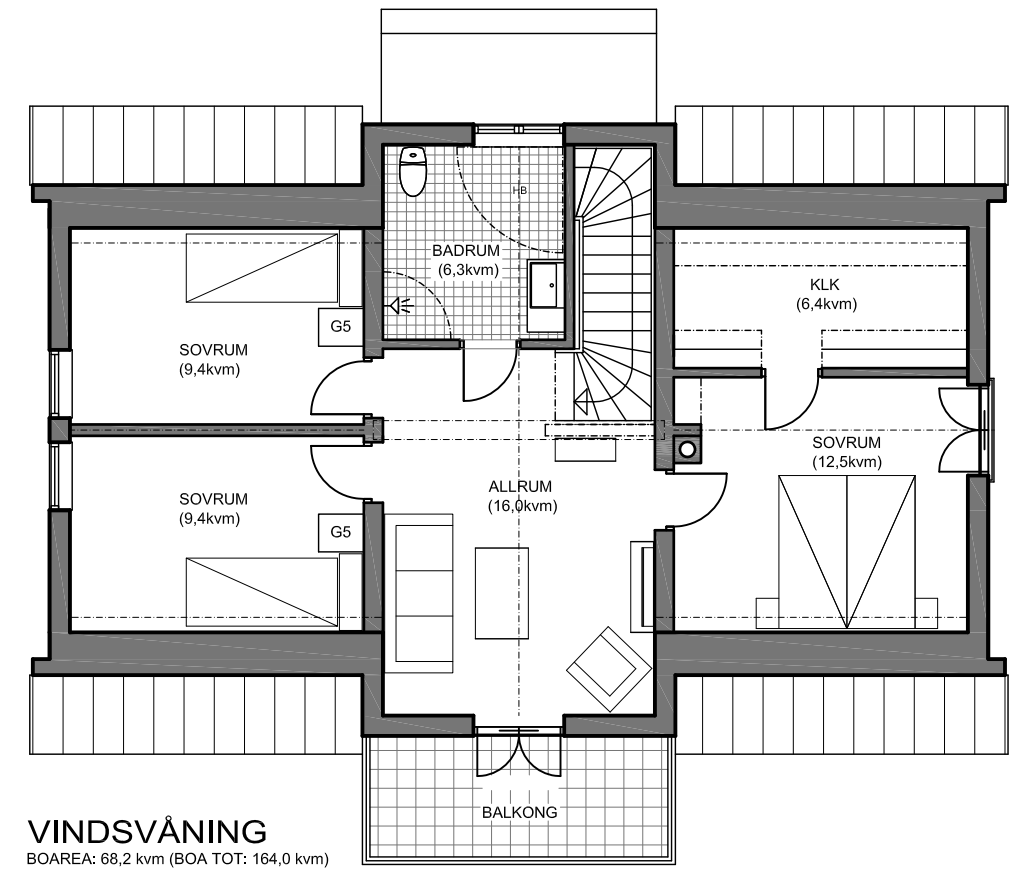 HB
BADRUM
(6,3kvm)
KLK
(6,4kvm)
G5
SOVRUM
(9,4kvm)
SOVRUM
(12,5kvm)
ALLRUM
(16,0kvm)
SOVRUM
(9,4kvm)
G5
BALKONG
VINDSVÅNING
BOAREA: 68,2 kvm (BOA TOT: 164,0 kvm)